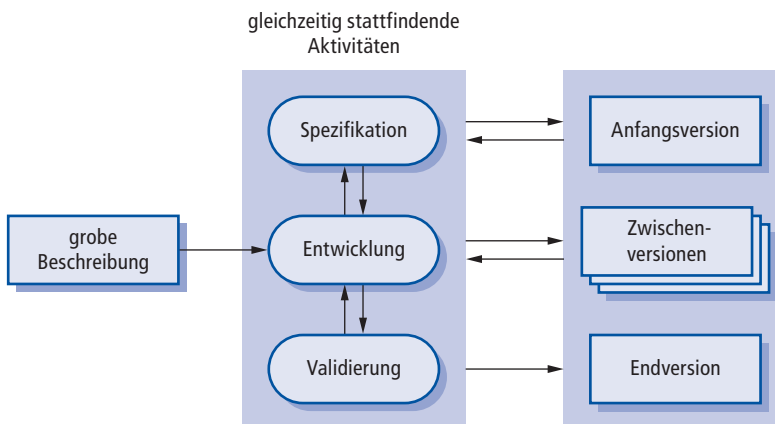 gleichzeitig stattfindende
Aktivitäten
Spezifikation
Anfangsversion
grobe
Beschreibung
Entwicklung
Zwischen-
versionen
Validierung
Endversion